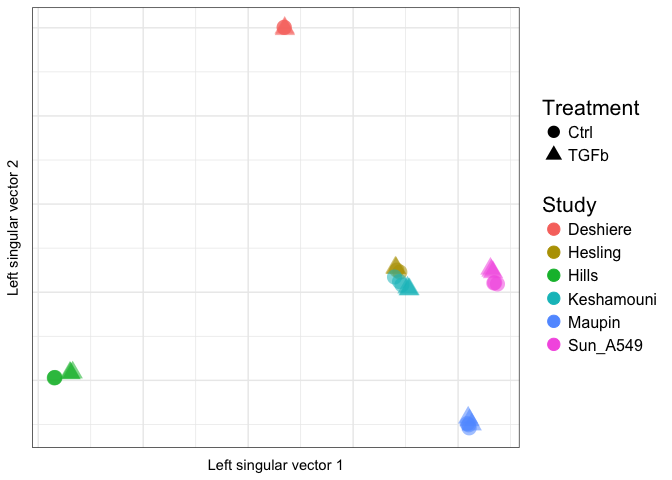 Left singular vector 2
Left singular vector 1
Treatment
Ctrl
TGFb
Study
Deshiere
Hesling
Hills
Keshamouni
Maupin
Sun_A549